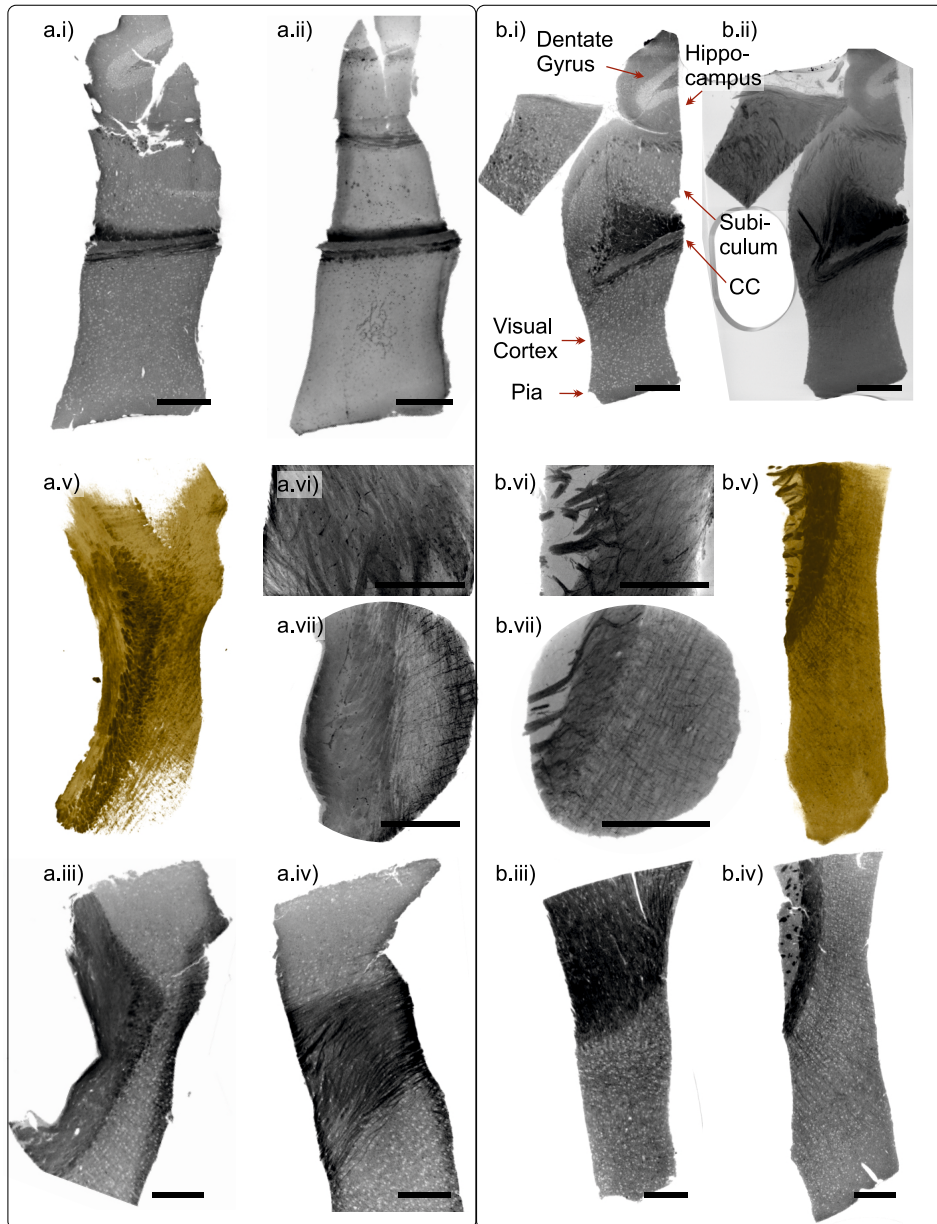 a.i)
a.ii)
b.i)
b.ii)
Dentate
Gyrus
Hippo-
campus
Subi-
culum
CC
Visual
Cortex
Pia
a.v)
a.vi)
b.vi)
b.v)
a.vii)
b.vii)
a.iii)
a.iv)
b.iii)
b.iv)